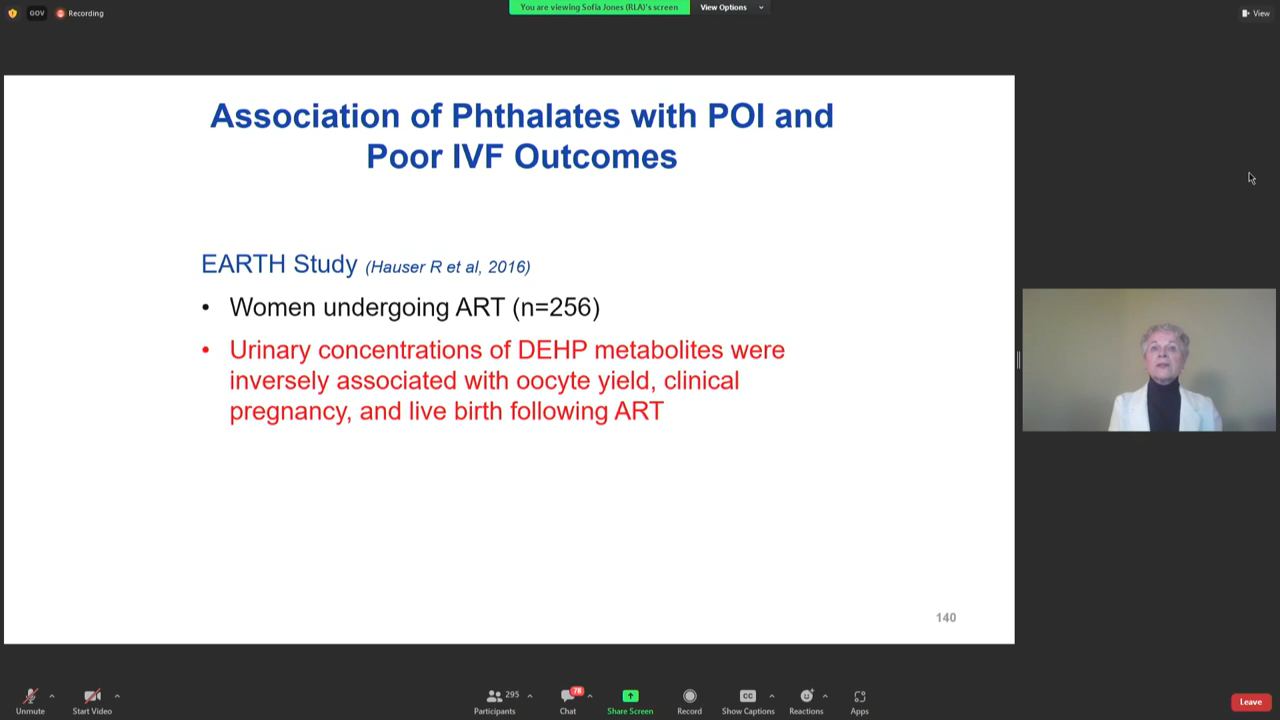 GOV
Recording
You are viewing Sofia Jones (RLA)'s screen
View Options
View
Association of Phthalates with POI and
Poor IVF Outcomes
EARTH Study (Hauser R et al, 2016)
• Women undergoing ART (n=256)
• Urinary concentrations of DEHP metabolites were
inversely associated with oocyte yield, clinical
pregnancy, and live birth following ART
140
Unmute
Start Video
295
Participants
78
Chat
Share Screen
Record
CC
Show Captions
Reactions
Apps
Leave